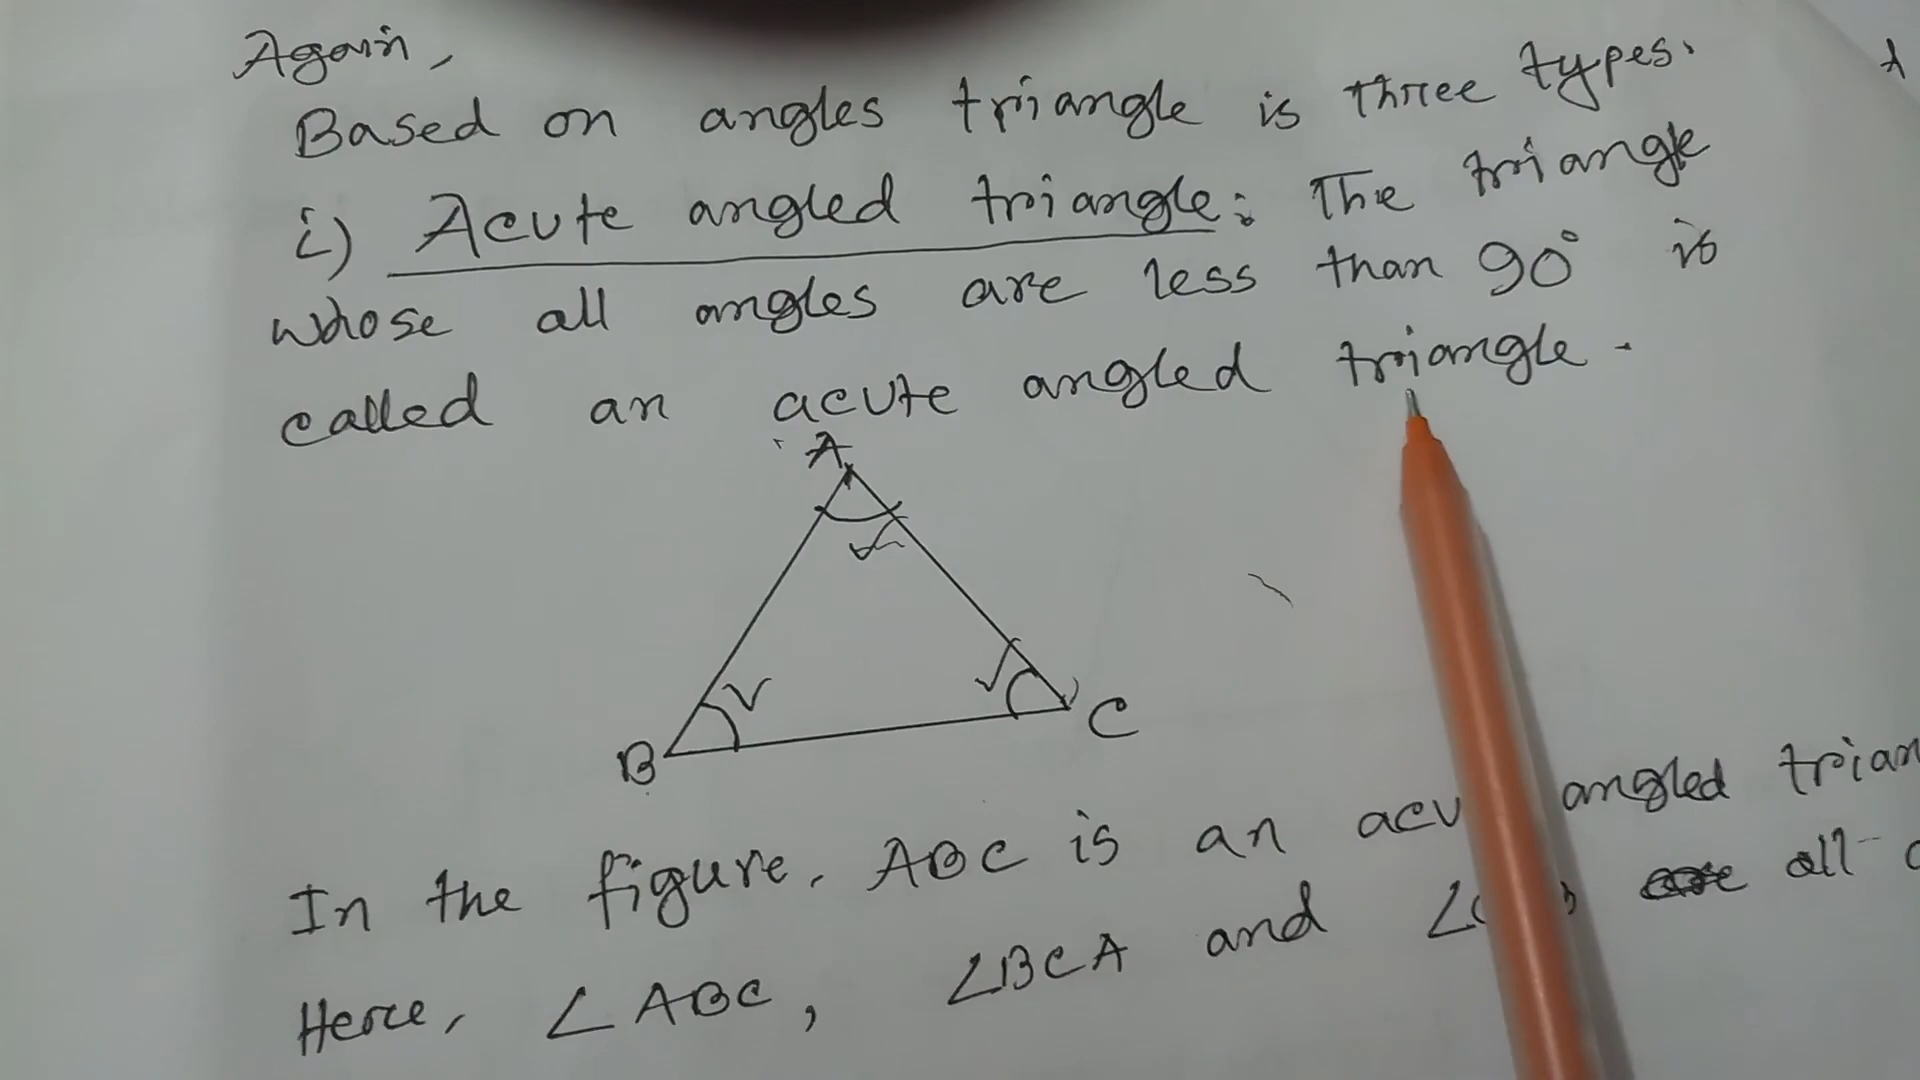 Again,
Based on angles triangle is three types.
i) Acute angled triangle: The triangle
whose all angles are less than 90° is
called an acute angled triangle.
A
B
C
In the figure, ABC is an angled
Here, ∠ABC, ∠BCA and all